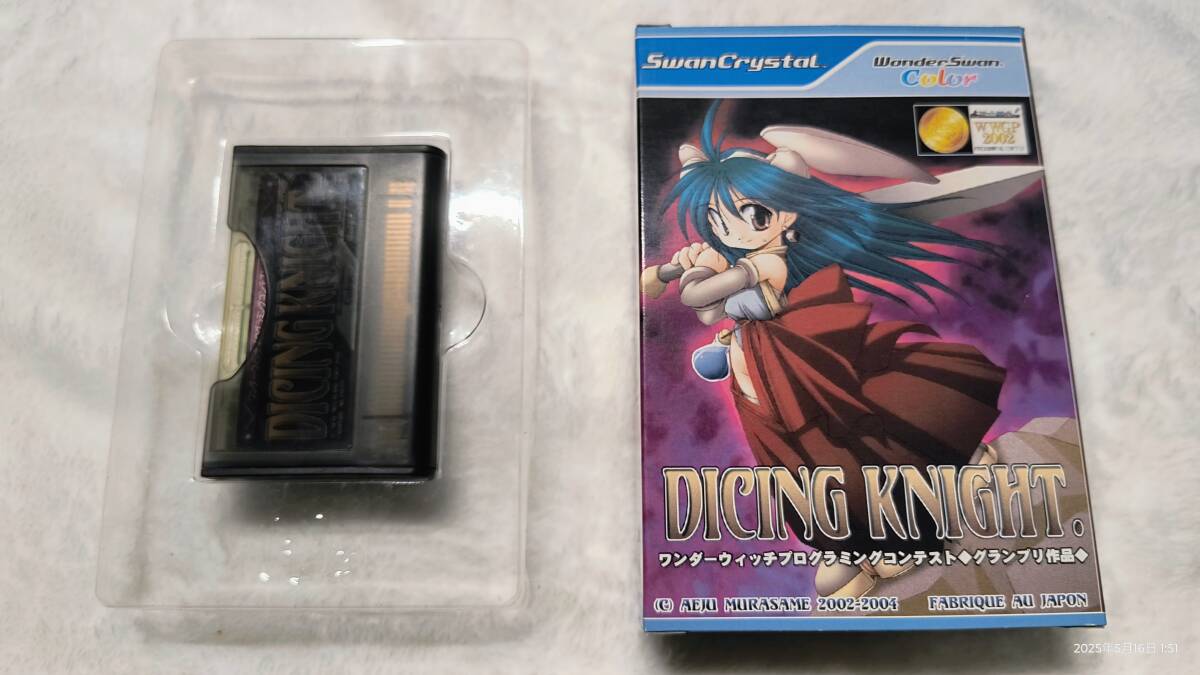 DICING KNIGHT
SwanCrystal™
WonderSwan™
Color
WWGP
2002
DICING KNIGHT.
ワンダーウィッチプログラミングコンテスト◆グランプリ作品◆
(C) AEJU MURASAME 2002-2004 FABRIQUE AU JAPON
2025年5月16日 1:51